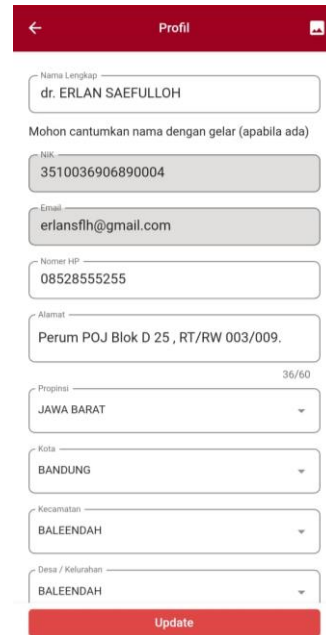 Profil
Nama Lengkap
dr. ERLAN SAEFULLOH
Mohon cantumkan nama dengan gelar (apabila ada)
NIK
3510036906890004
Email
erlansflh@gmail.com
Nomer HP
08528555255
Alamat
Perum POJ Blok D 25 , RT/RW 003/009.
36/60
Propinsi
JAWA BARAT
Kota
BANDUNG
Kecamatan
BALEENDAH
Desa / Kelurahan
BALEENDAH
Update